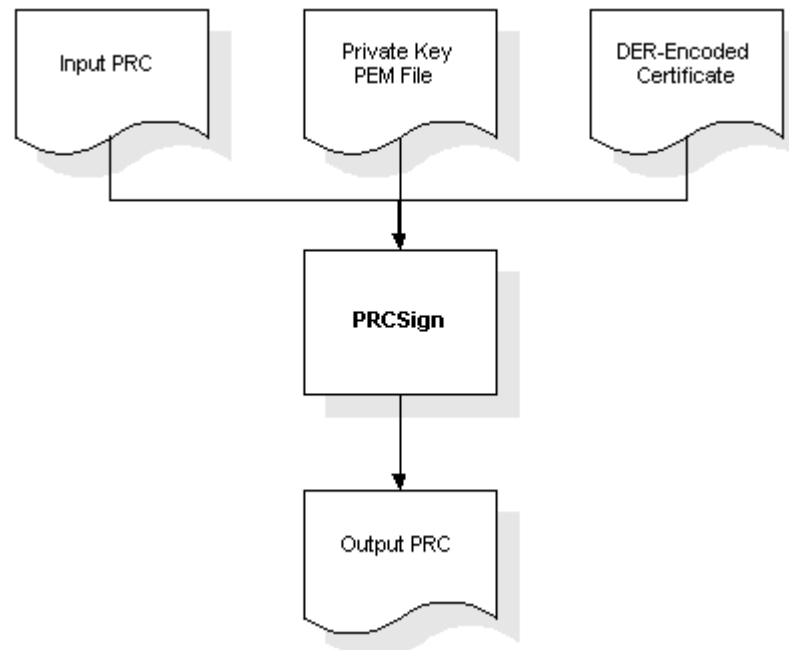 Input PRC
Private Key
PEM File
DER-Encoded
Certificate
PRCSign
Output PRC